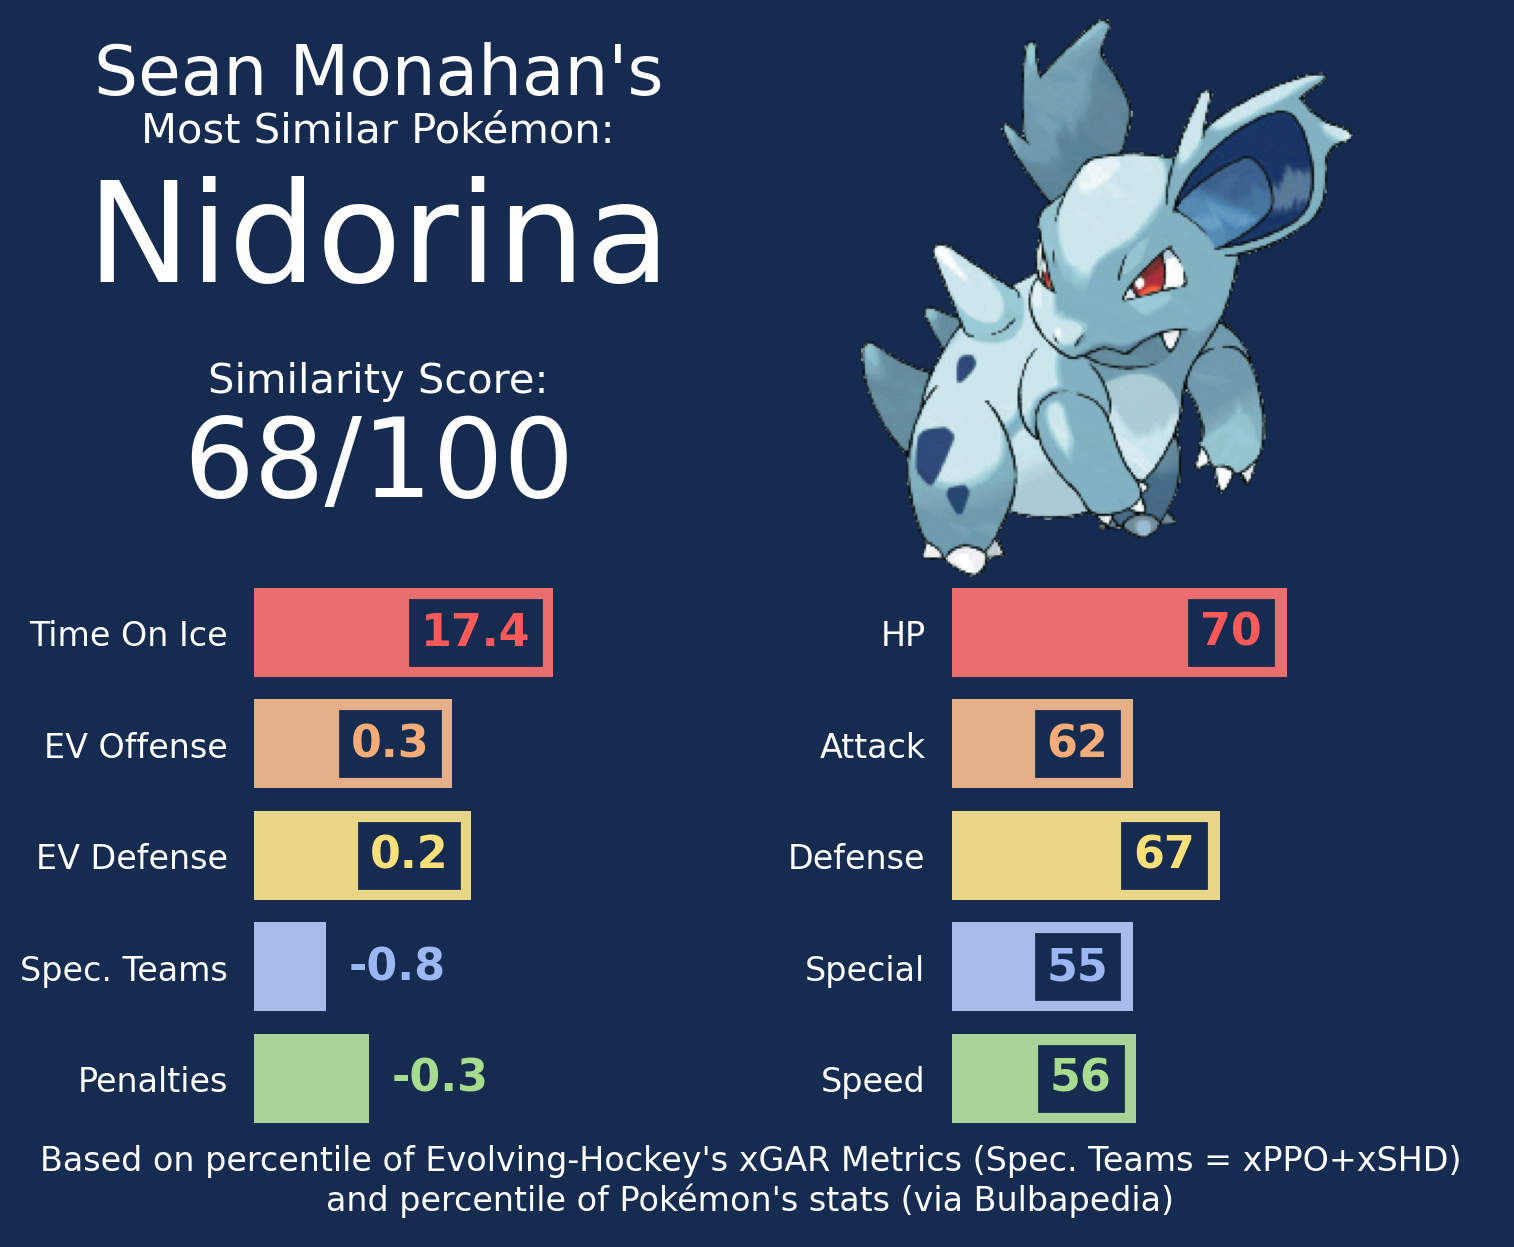 Sean Monahan's
Most Similar Pokémon:
Nidorina
Similarity Score:
68/100
Time On Ice 17.4
EV Offense 0.3
EV Defense 0.2
Spec. Teams -0.8
Penalties -0.3
HP 70
Attack 62
Defense 67
Special 55
Speed 56
Based on percentile of Evolving-Hockey's xGAR Metrics (Spec. Teams = xPPO+xSHD)
and percentile of Pokémon's stats (via Bulbapedia)